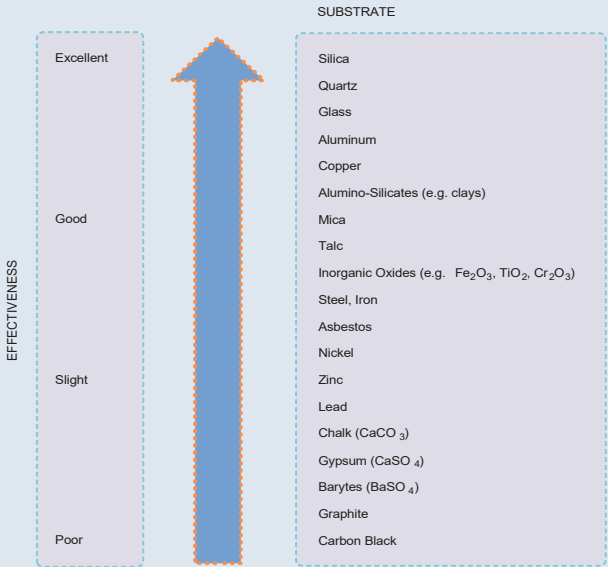 SUBSTRATE
EFFECTIVENESS
Excellent
Good
Slight
Poor
Silica
Quartz
Glass
Aluminum
Copper
Alumino-Silicates (e.g. clays)
Mica
Talc
Inorganic Oxides (e.g. Fe₂O₃, TiO₂, Cr₂O₃)
Steel, Iron
Asbestos
Nickel
Zinc
Lead
Chalk (CaCO ₃)
Gypsum (CaSO ₄)
Barytes (BaSO ₄)
Graphite
Carbon Black